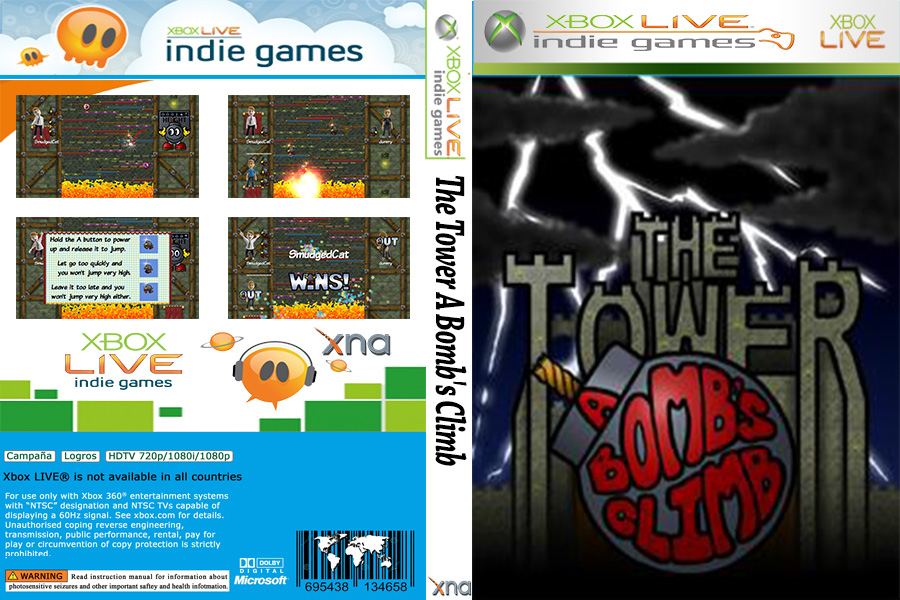 XBOX LIVE
indie games
SmudgedCat
SmudgedCat
dummy
Hold the A button to power
up and release it to jump.
Let go too quickly and
you won't jump very high.
Leave it too late and you
won't jump very high either.
OUT
SmudgedCat
WINS!
OUT
XBOX
LIVE
indie games
xna
Campaña
Logros
HDTV 720p/1080i/1080p
Xbox LIVE® is not available in all countries
For use only with Xbox 360® entertainment systems
with “NTSC” designation and NTSC TVs capable of
displaying a 60Hz signal. See xbox.com for details.
Unauthorised coping reverse engineering,
transmission, public performance, rental, pay for
play or circumvention of copy protection is strictly
prohibited.
WARNING Read instruction manual for information about
photosensitive seizures and other important saftey and health infotmation.
DOLBY
DIGITAL
Microsoft
695438 134658
XBOX LIVE
indie games
The Tower A Bomb's Climb
xna
XBOX LIVE
indie games
XBOX
LIVE
THE
TOWER
A
BOMB'S
CLIMB